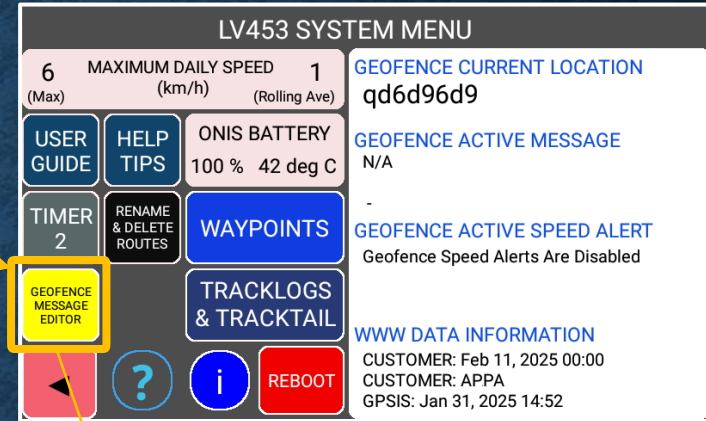 LV453 SYSTEM MENU
6 MAXIMUM DAILY SPEED 1
(Max) (km/h) (Rolling Ave)
USER
GUIDE
HELP
TIPS
ONIS BATTERY
100 % 42 deg C
TIMER
2
RENAME
& DELETE
ROUTES
WAYPOINTS
GEOFENCE
MESSAGE
EDITOR
TRACKLOGS
& TRACKTAIL
?
i
REBOOT
GEOFENCE CURRENT LOCATION
qd6d96d9
GEOFENCE ACTIVE MESSAGE
N/A
-
GEOFENCE ACTIVE SPEED ALERT
Geofence Speed Alerts Are Disabled
WWW DATA INFORMATION
CUSTOMER: Feb 11, 2025 00:00
CUSTOMER: APPA
GPSIS: Jan 31, 2025 14:52